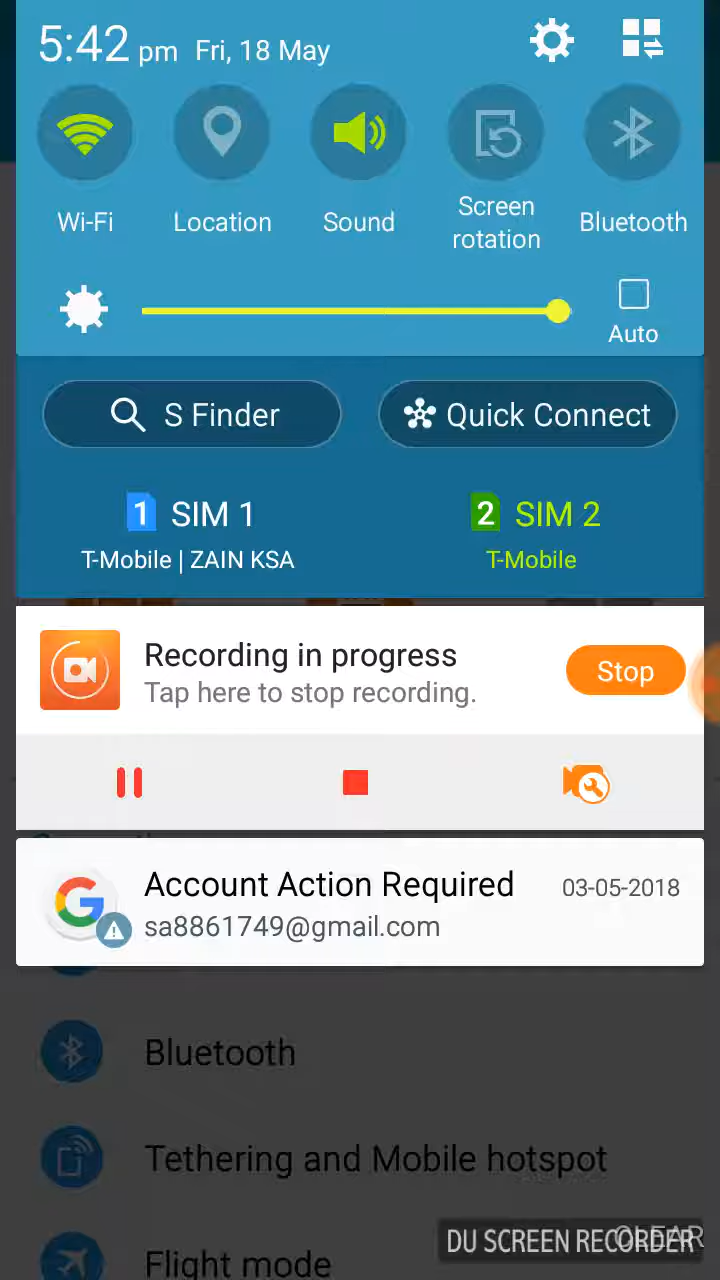 5:42 pm Fri, 18 May
Wi-Fi
Location
Sound
Screen
rotation
Bluetooth
Auto
S Finder
Quick Connect
1 SIM 1
T-Mobile | ZAIN KSA
2 SIM 2
T-Mobile
Recording in progress
Tap here to stop recording.
Stop
Account Action Required
03-05-2018
sa8861749@gmail.com
Bluetooth
Tethering and Mobile hotspot
Flight mode
CLEAR
DU SCREEN RECORDER